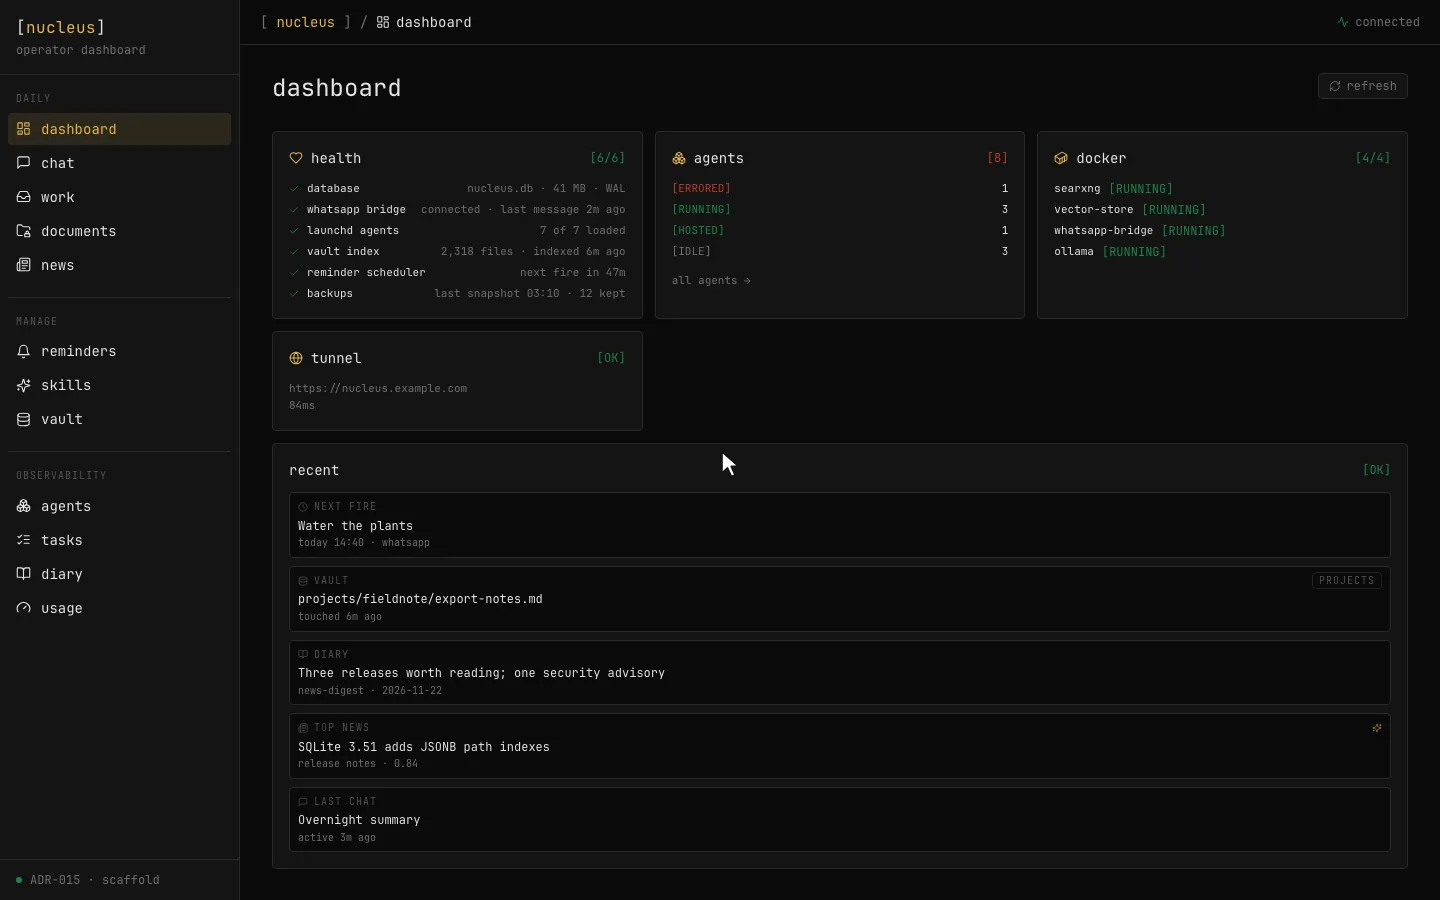 [nucleus]
operator dashboard
DAILY
dashboard
chat
work
documents
news
MANAGE
reminders
skills
vault
OBSERVABILITY
agents
tasks
diary
usage
ADR-015 · scaffold
[ nucleus ] / dashboard
connected
dashboard
refresh
health [6/6]
database nucleus.db · 41 MB · WAL
whatsapp bridge connected · last message 2m ago
launchd agents 7 of 7 loaded
vault index 2,318 files · indexed 6m ago
reminder scheduler next fire in 47m
backups last snapshot 03:10 · 12 kept
agents [8]
[ERRORED] 1
[RUNNING] 3
[HOSTED] 1
[IDLE] 3
all agents →
docker [4/4]
searxng [RUNNING]
vector-store [RUNNING]
whatsapp-bridge [RUNNING]
ollama [RUNNING]
tunnel [OK]
https://nucleus.example.com
84ms
recent [OK]
NEXT FIRE
Water the plants
today 14:40 · whatsapp
VAULT PROJECTS
projects/fieldnote/export-notes.md
touched 6m ago
DIARY
Three releases worth reading; one security advisory
news-digest · 2026-11-22
TOP NEWS
SQLite 3.51 adds JSONB path indexes
release notes · 0.84
LAST CHAT
Overnight summary
active 3m ago